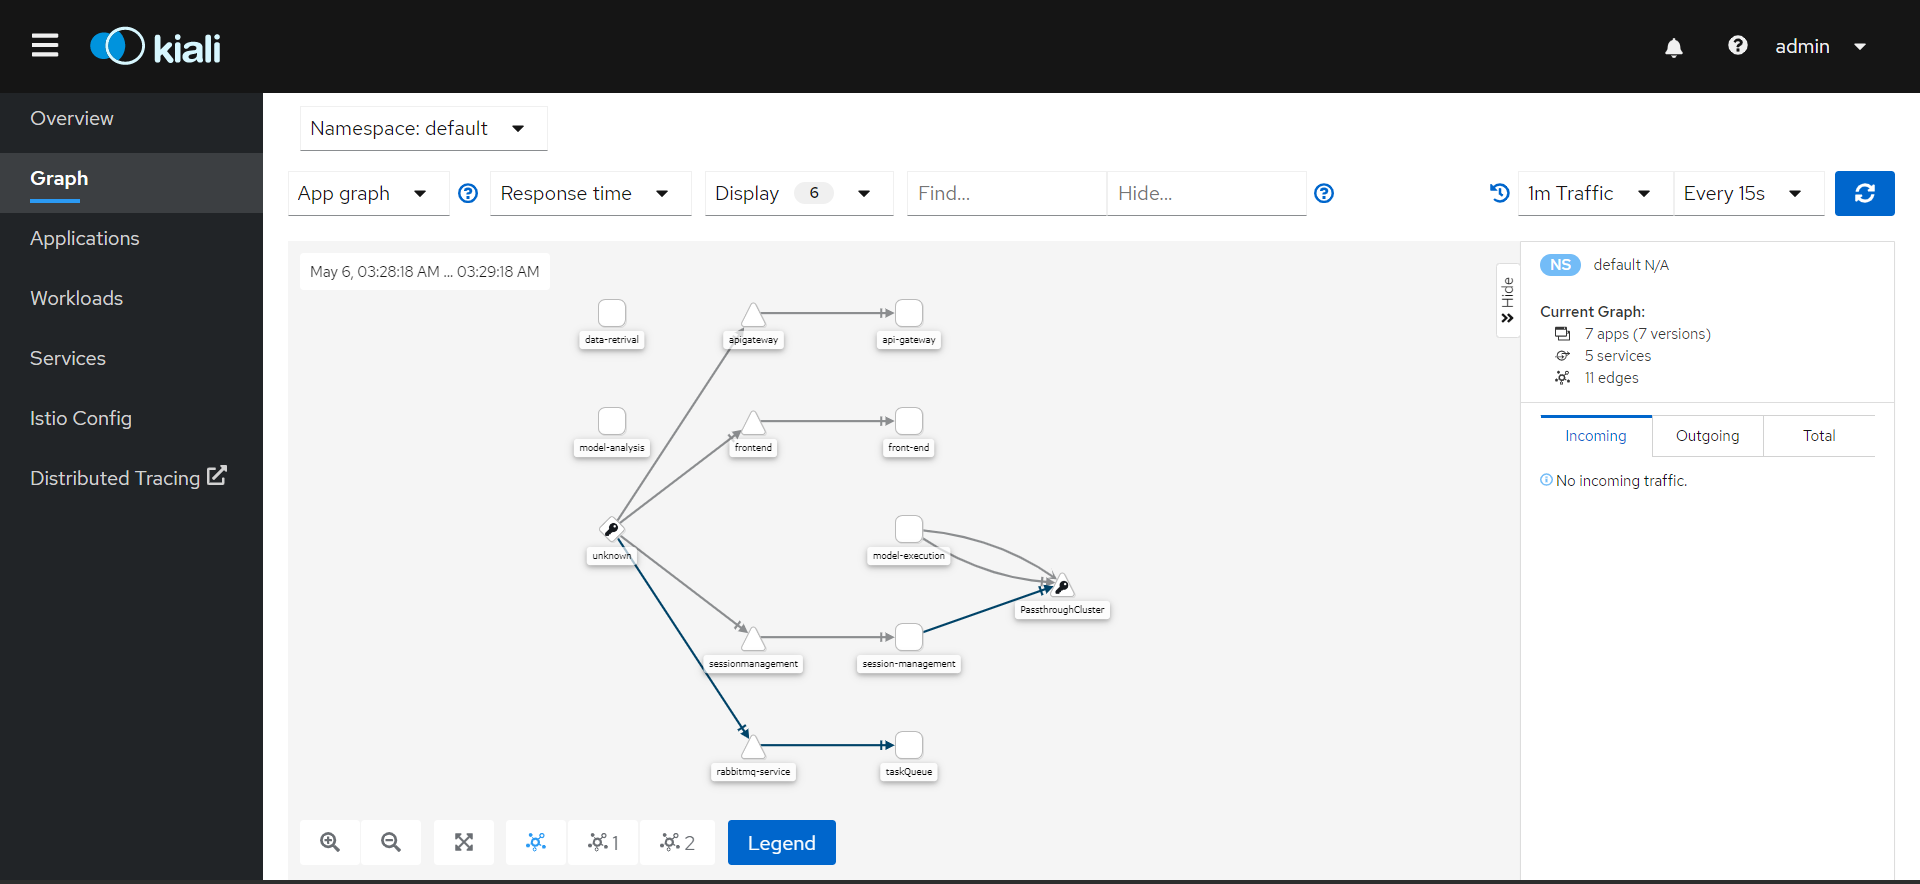 kiali
admin
Overview
Graph
Applications
Workloads
Services
Istio Config
Distributed Tracing
Namespace: default
App graph
Response time
Display 6
Find...
Hide...
1m Traffic
Every 15s
May 6, 03:28:18 AM ... 03:29:18 AM
data-retrival
apigateway
api-gateway
model-analysis
frontend
front-end
unknown
model-execution
PassthroughCluster
sessionmanagement
session-management
rabbitmq-service
taskQueue
1
2
Legend
Hide
NS default N/A
Current Graph:
7 apps (7 versions)
5 services
11 edges
Incoming
Outgoing
Total
No incoming traffic.